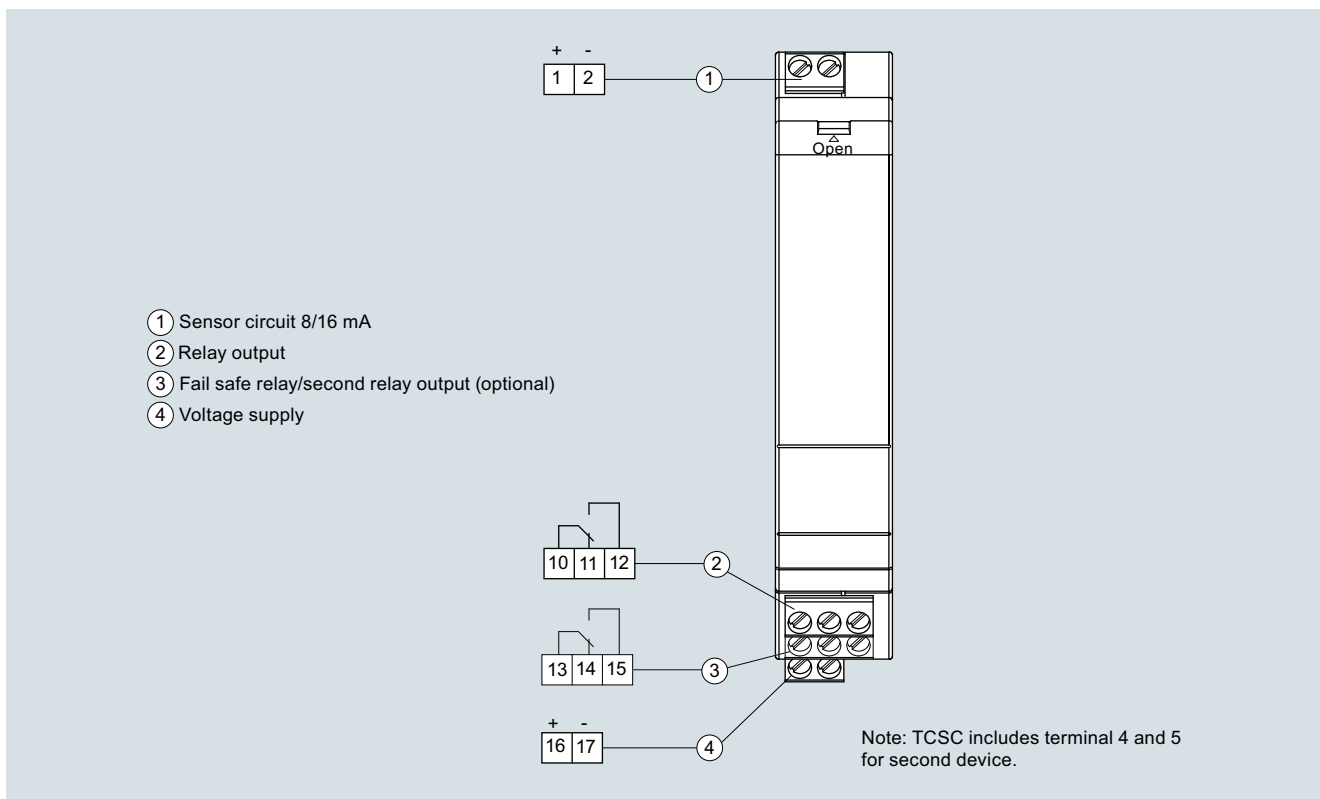 + -
1 2
1
Open
1 Sensor circuit 8/16 mA
2 Relay output
3 Fail safe relay/second relay output (optional)
4 Voltage supply
10 11 12
2
13 14 15
3
+ -
16 17
4
Note: TCSC includes terminal 4 and 5
for second device.